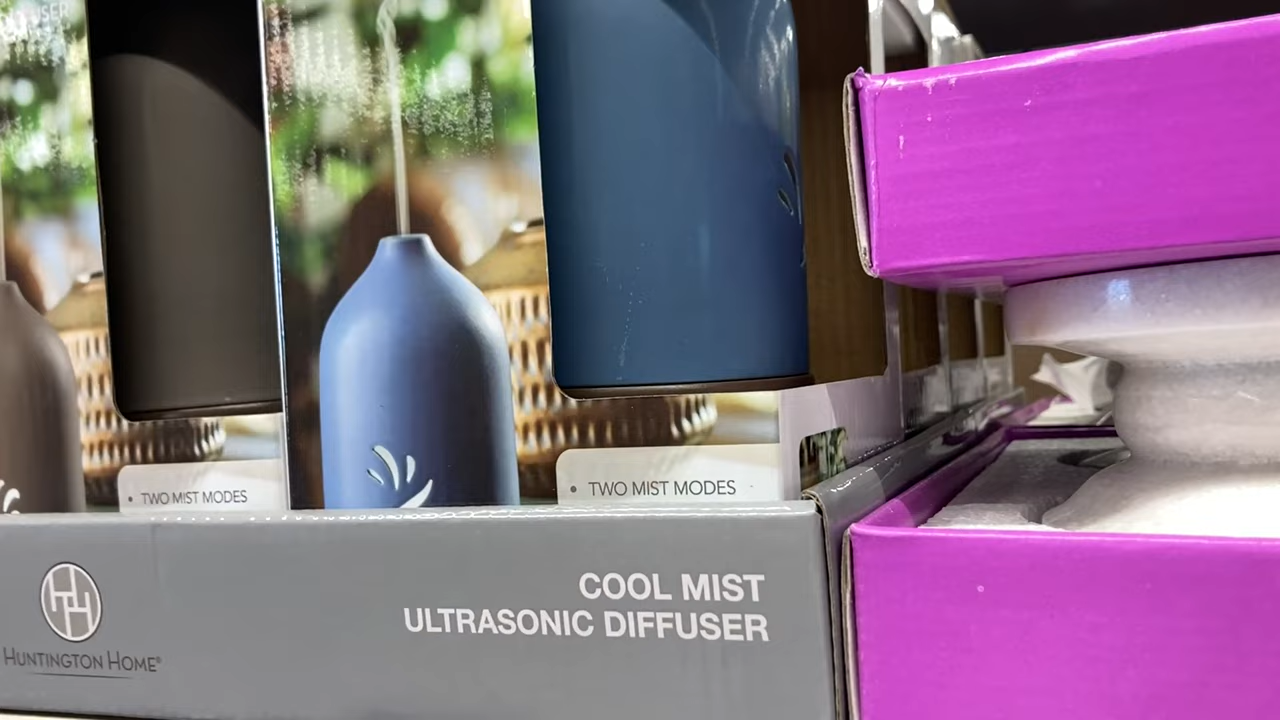 TWO MIST MODES
TWO MIST MODES
COOL MIST
ULTRASONIC DIFFUSER
HUNTINGTON HOME®